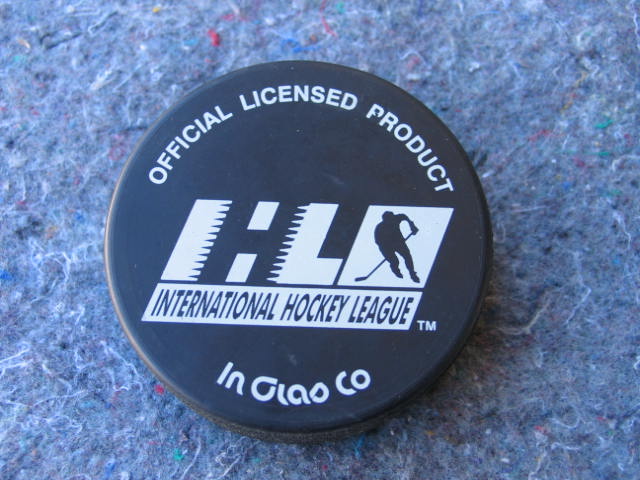 OFFICIAL LICENSED PRODUCT
IHL
INTERNATIONAL HOCKEY LEAGUE TM
In Glas Co